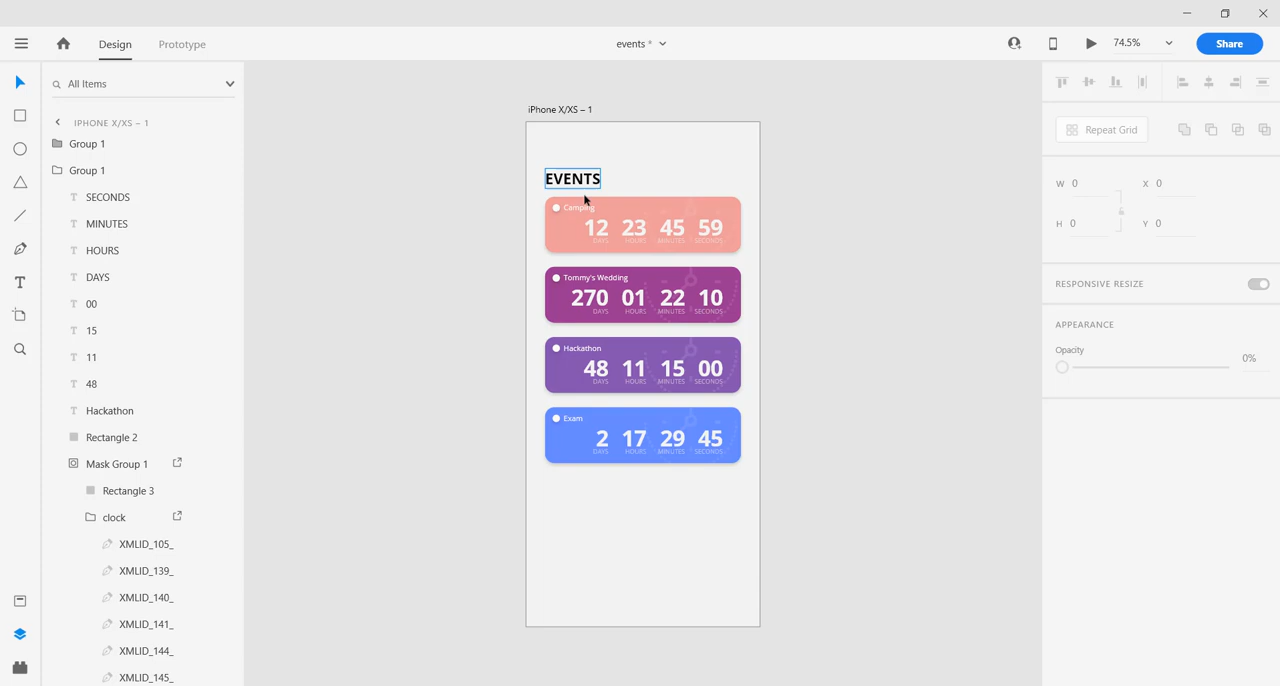 Design
Prototype
events *
74.5%
Share
All Items
IPHONE X/XS – 1
Group 1
Group 1
SECONDS
MINUTES
HOURS
DAYS
00
15
11
48
Hackathon
Rectangle 2
Mask Group 1
Rectangle 3
clock
XMLID_105_
XMLID_139_
XMLID_140_
XMLID_141_
XMLID_144_
XMLID_145_
iPhone X/XS – 1
EVENTS
Camping
12 23 45 59
DAYS HOURS MINUTES SECONDS
Tommy's Wedding
270 01 22 10
DAYS HOURS MINUTES SECONDS
Hackathon
48 11 15 00
DAYS HOURS MINUTES SECONDS
Exam
2 17 29 45
DAYS HOURS MINUTES SECONDS
Repeat Grid
W 0 X 0
H 0 Y 0
RESPONSIVE RESIZE
APPEARANCE
Opacity
0%